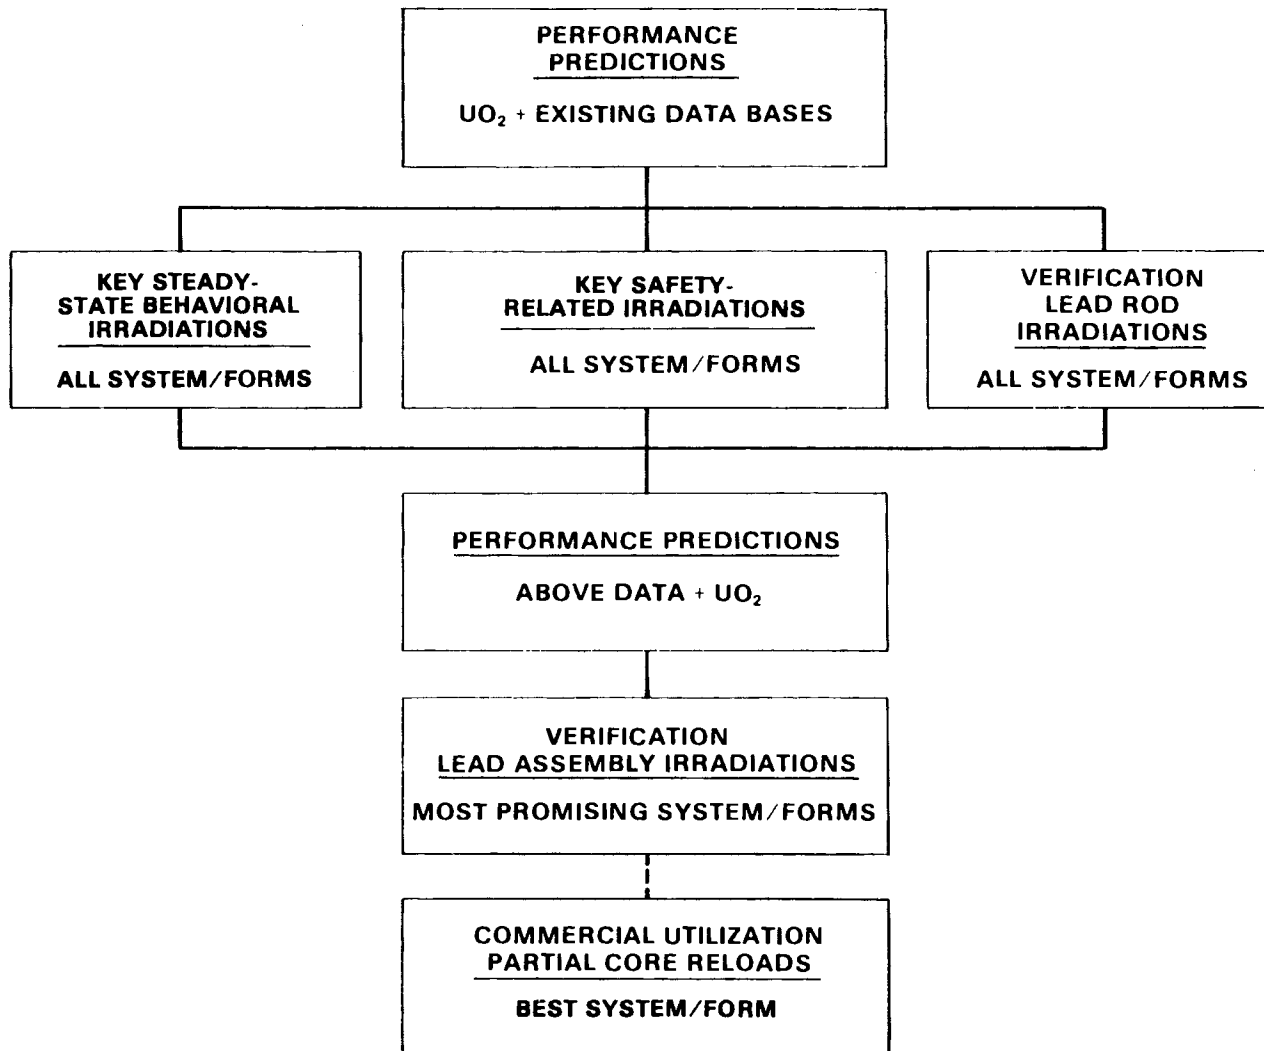 PERFORMANCE
PREDICTIONS
UO₂ + EXISTING DATA BASES
KEY STEADY-
STATE BEHAVIORAL
IRRADIATIONS
ALL SYSTEM/FORMS
KEY SAFETY-
RELATED IRRADIATIONS
ALL SYSTEM/FORMS
VERIFICATION
LEAD ROD
IRRADIATIONS
ALL SYSTEM/FORMS
PERFORMANCE PREDICTIONS
ABOVE DATA + UO₂
VERIFICATION
LEAD ASSEMBLY IRRADIATIONS
MOST PROMISING SYSTEM/FORMS
COMMERCIAL UTILIZATION
PARTIAL CORE RELOADS
BEST SYSTEM/FORM